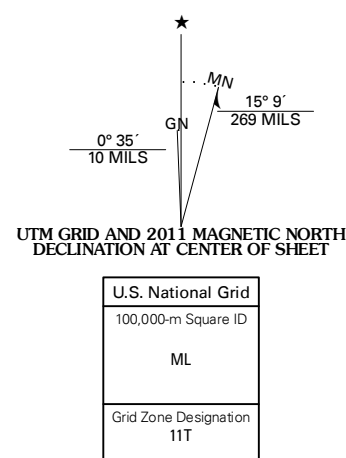 ★
MN
15° 9´
269 MILS
GN
0° 35´
10 MILS
UTM GRID AND 2011 MAGNETIC NORTH
DECLINATION AT CENTER OF SHEET
U.S. National Grid
100,000-m Square ID
ML
Grid Zone Designation
11T